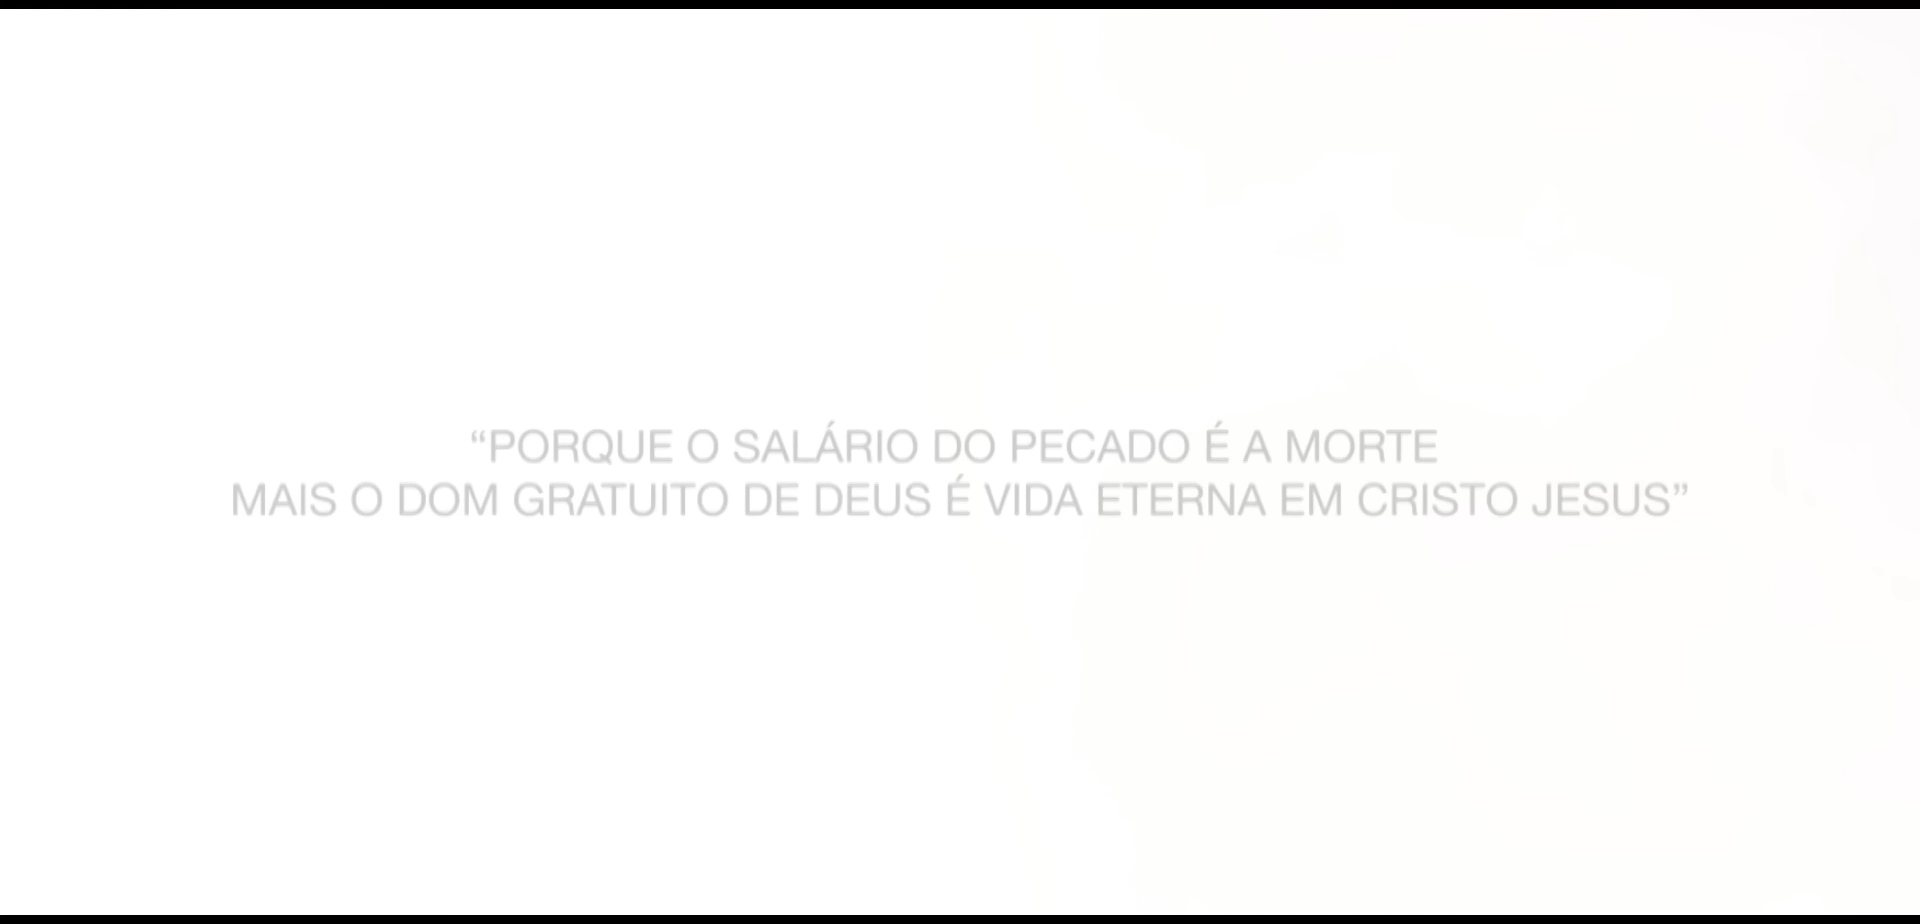 “PORQUE O SALÁRIO DO PECADO É A MORTE
MAIS O DOM GRATUITO DE DEUS É VIDA ETERNA EM CRISTO JESUS”